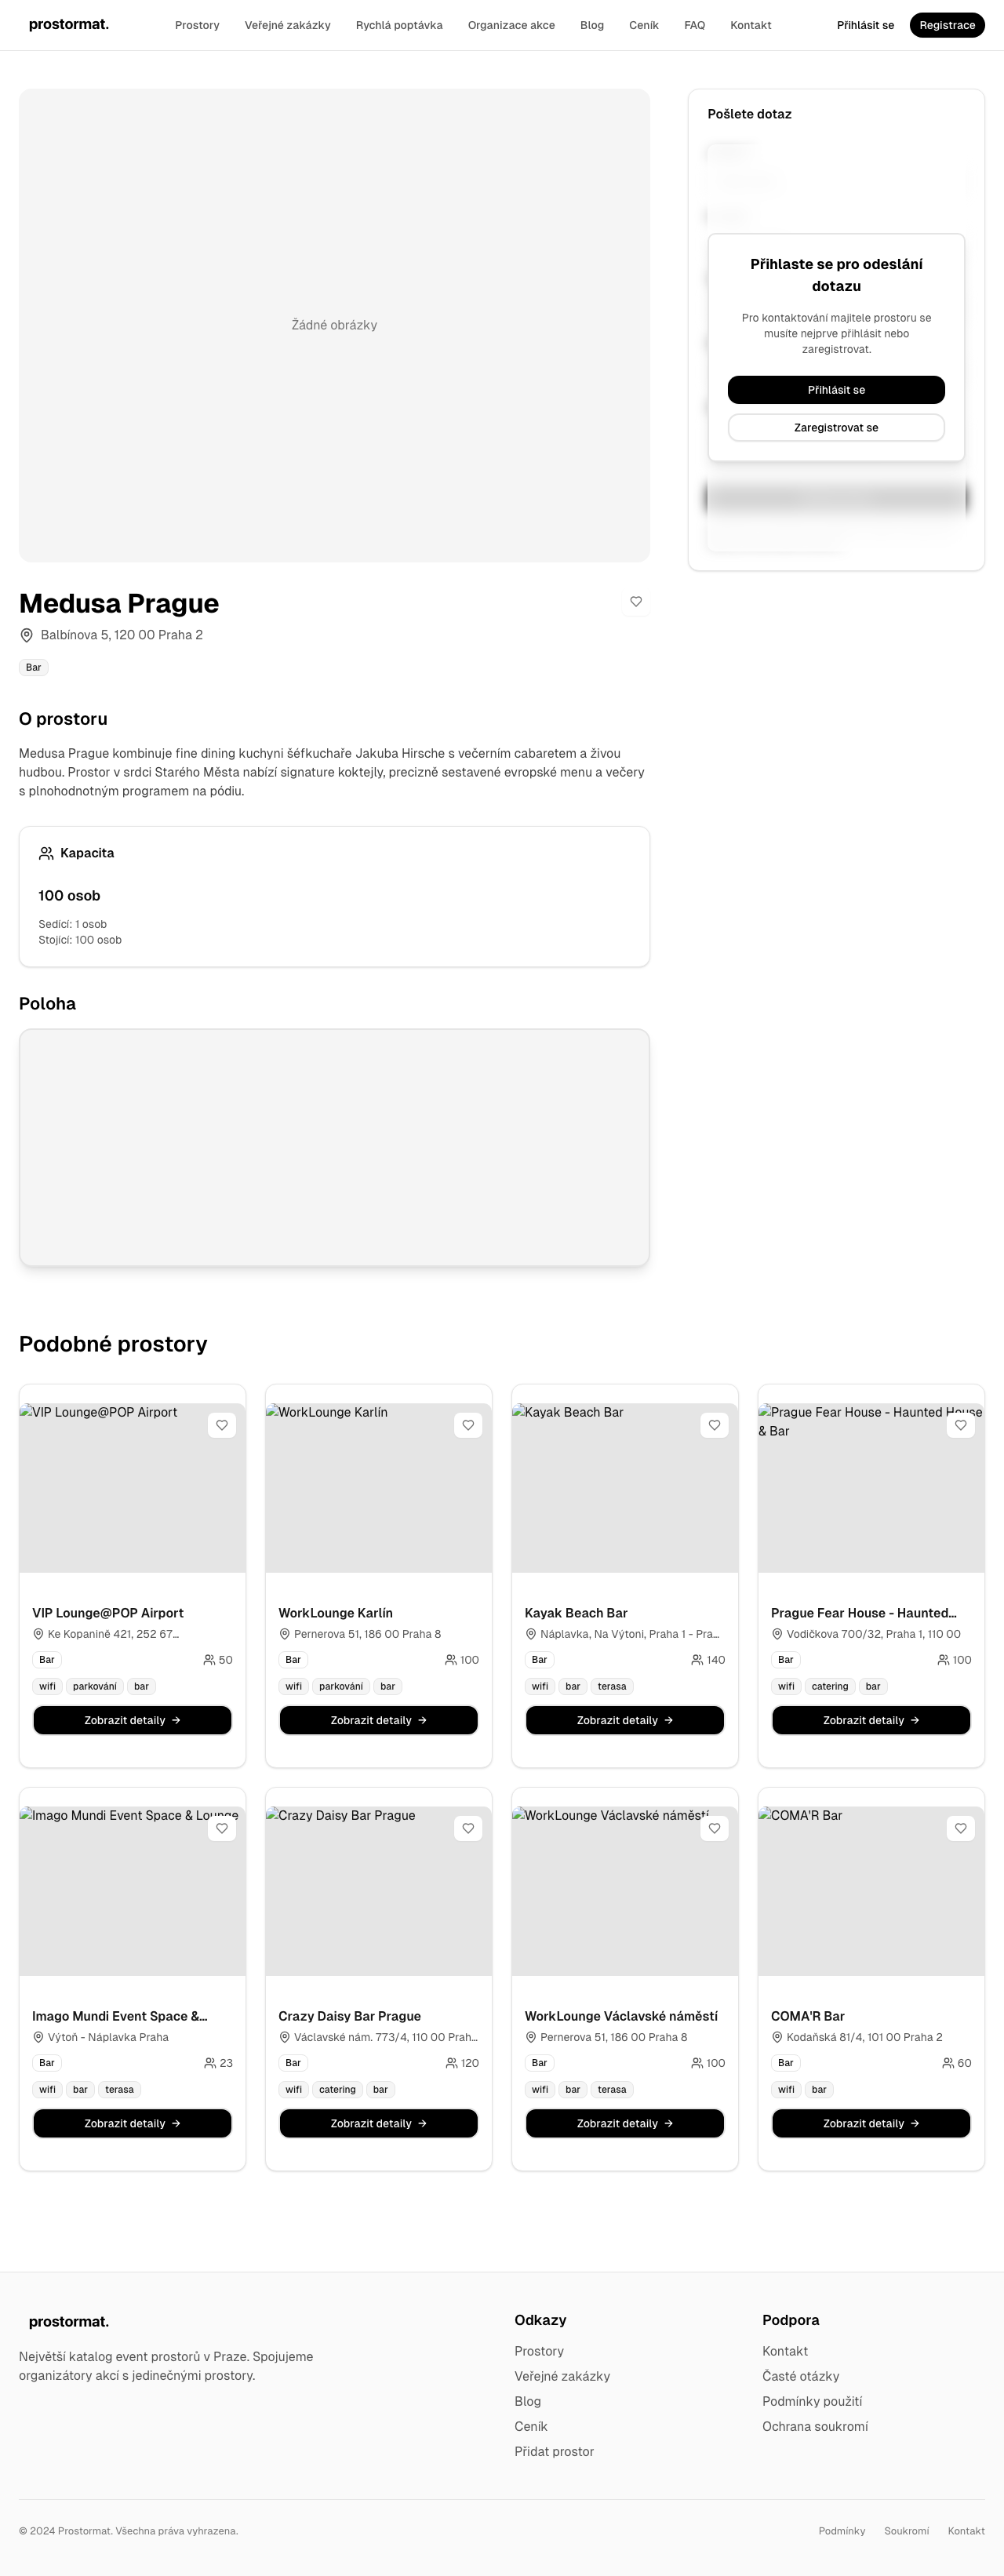 prostormat.
Prostory
Veřejné zakázky
Rychlá poptávka
Organizace akce
Blog
Ceník
FAQ
Kontakt
Přihlásit se
Registrace
Žádné obrázky
Pošlete dotaz
Přihlaste se pro odeslání
dotazu
Pro kontaktování majitele prostoru se
musíte nejprve přihlásit nebo
zaregistrovat.
Přihlásit se
Zaregistrovat se
Medusa Prague
Balbínova 5, 120 00 Praha 2
Bar
O prostoru
Medusa Prague kombinuje fine dining kuchyni šéfkuchaře Jakuba Hirsche s večerním cabaretem a živou
hudbou. Prostor v srdci Starého Města nabízí signature koktejly, precizně sestavené evropské menu a večery
s plnohodnotným programem na pódiu.
Kapacita
100 osob
Sedící: 1 osob
Stojící: 100 osob
Poloha
Podobné prostory
VIP Lounge@POP Airport
VIP Lounge@POP Airport
Ke Kopanině 421, 252 67…
Bar
50
wifi parkování bar
Zobrazit detaily →
WorkLounge Karlín
WorkLounge Karlín
Pernerova 51, 186 00 Praha 8
Bar
100
wifi parkování bar
Zobrazit detaily →
Kayak Beach Bar
Kayak Beach Bar
Náplavka, Na Výtoni, Praha 1 - Pra…
Bar
140
wifi bar terasa
Zobrazit detaily →
Prague Fear House - Haunted House
& Bar
Prague Fear House - Haunted…
Vodičkova 700/32, Praha 1, 110 00
Bar
100
wifi catering bar
Zobrazit detaily →
Imago Mundi Event Space & Lounge
Imago Mundi Event Space &…
Výtoň - Náplavka Praha
Bar
23
wifi bar terasa
Zobrazit detaily →
Crazy Daisy Bar Prague
Crazy Daisy Bar Prague
Václavské nám. 773/4, 110 00 Prah…
Bar
120
wifi catering bar
Zobrazit detaily →
WorkLounge Václavské náměstí
WorkLounge Václavské náměstí
Pernerova 51, 186 00 Praha 8
Bar
100
wifi bar terasa
Zobrazit detaily →
COMA'R Bar
COMA'R Bar
Kodaňská 81/4, 101 00 Praha 2
Bar
60
wifi bar
Zobrazit detaily →
prostormat.
Největší katalog event prostorů v Praze. Spojujeme
organizátory akcí s jedinečnými prostory.
Odkazy
Prostory
Veřejné zakázky
Blog
Ceník
Přidat prostor
Podpora
Kontakt
Časté otázky
Podmínky použití
Ochrana soukromí
© 2024 Prostormat. Všechna práva vyhrazena.
Podmínky
Soukromí
Kontakt